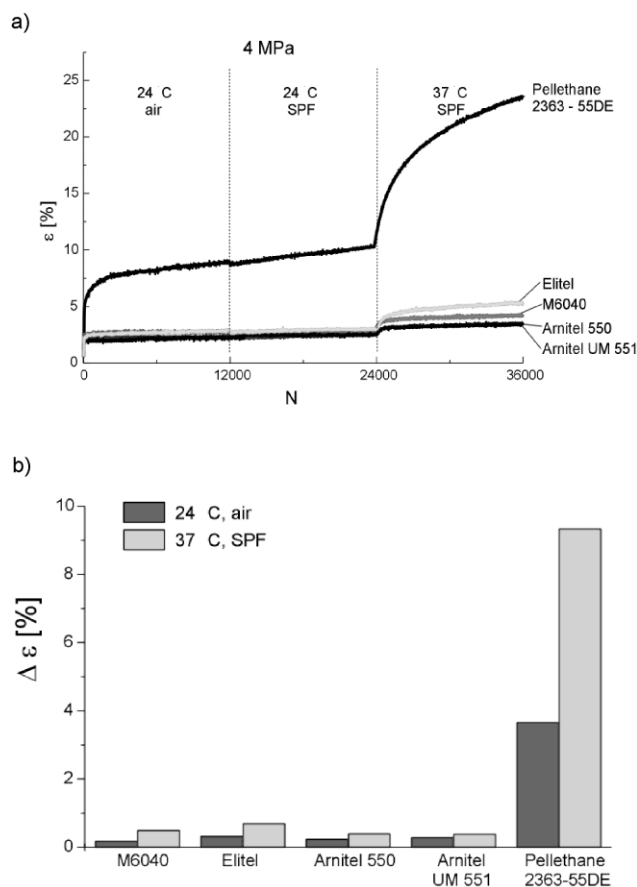 a)
4 MPa
24 C
air
24 C
SPF
37 C
SPF
Pellethane
2363 - 55DE
25
20
15
10
5
0
ε [%]
Elitel
M6040
Arnitel 550
Arnitel UM 551
0 12000 24000 36000
N
b)
24 C, air
37 C, SPF
10
8
6
4
2
0
Δ ε [%]
M6040 Elitel Arnitel 550 Arnitel Pellethane
UM 551 2363-55DE